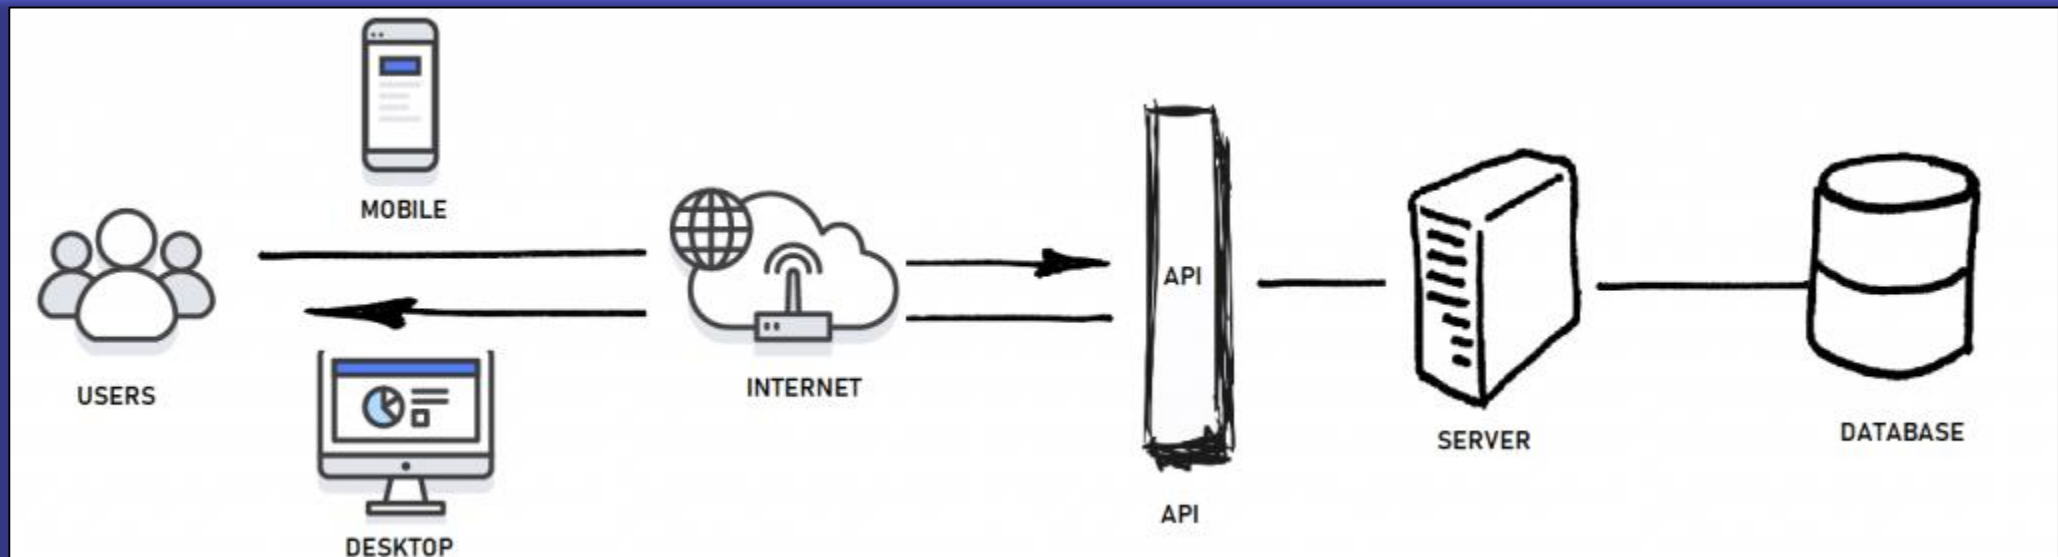 MOBILE
USERS
DESKTOP
INTERNET
API
API
SERVER
DATABASE